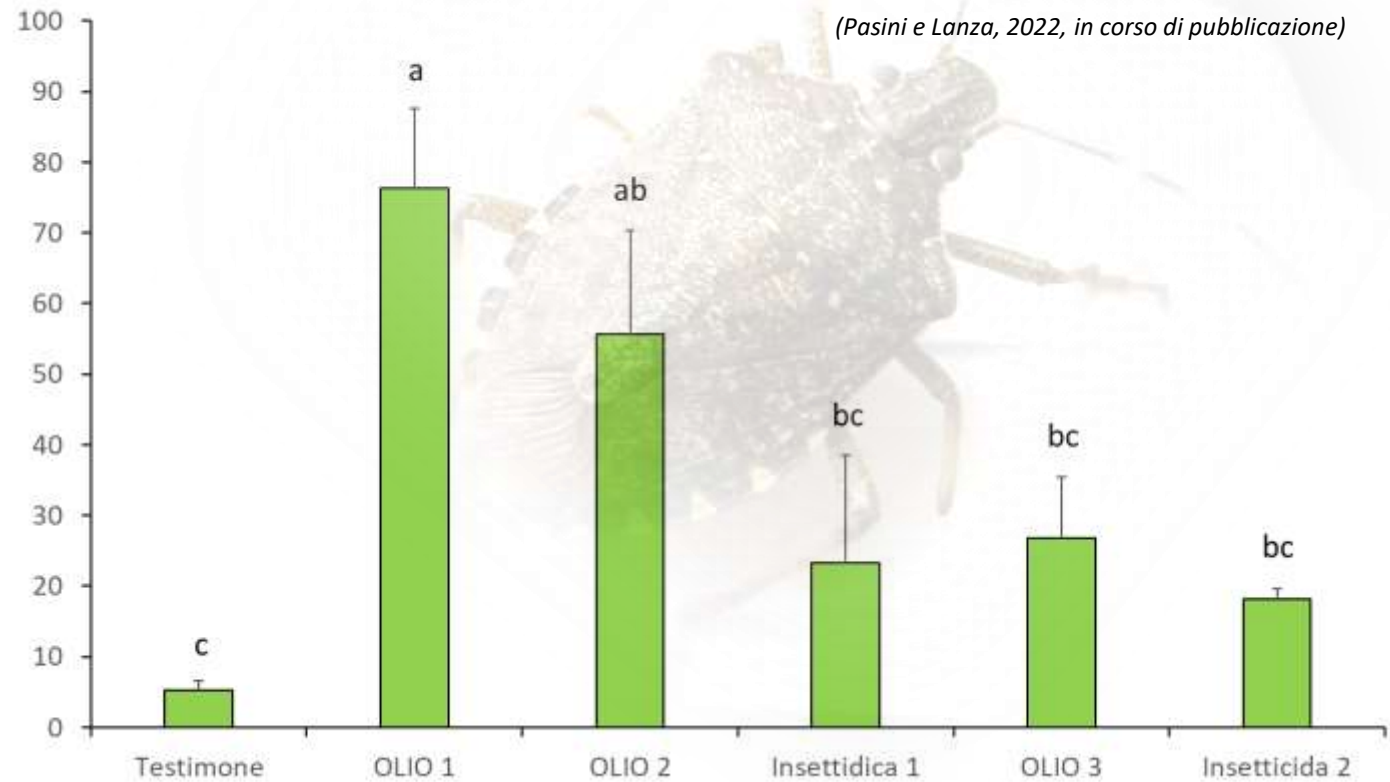 (Pasini e Lanza, 2022, in corso di pubblicazione)
100
90
80
70
60
50
40
30
20
10
0
c
a
ab
bc
bc
bc
Testimone
OLIO 1
OLIO 2
Insettidica 1
OLIO 3
Insetticida 2